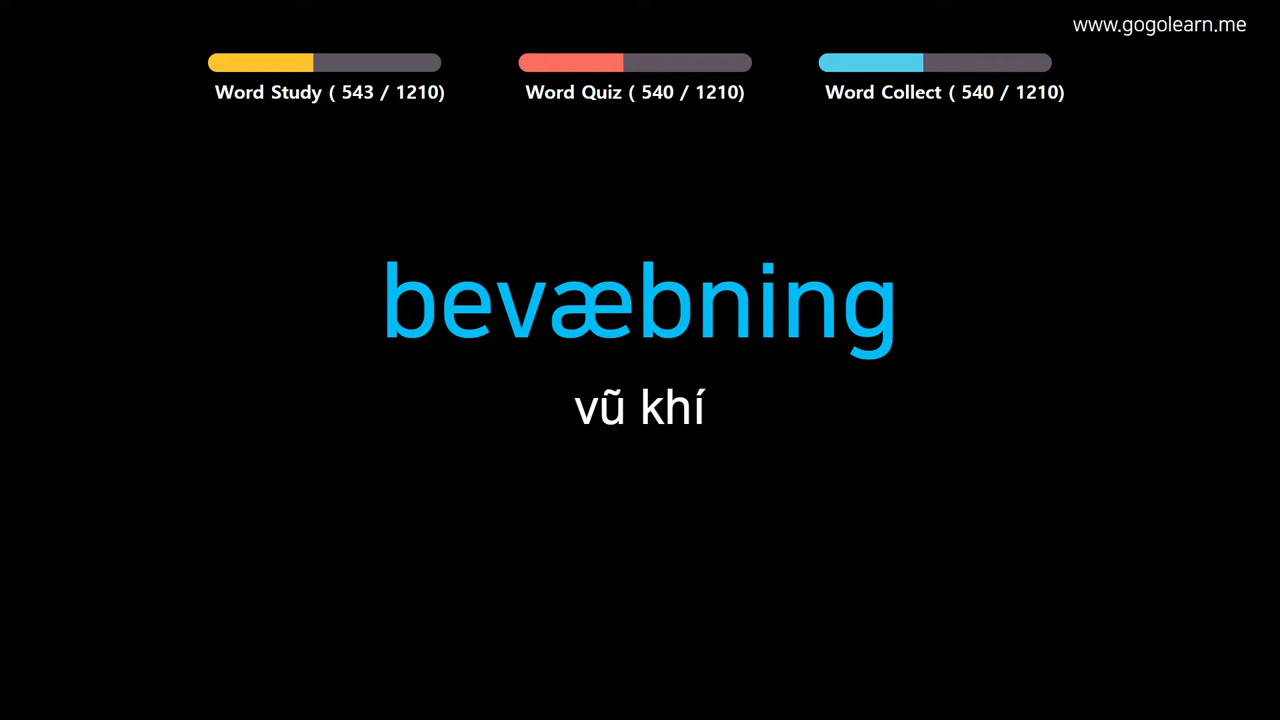 www.gogolearn.me
Word Study ( 543 / 1210)
Word Quiz ( 540 / 1210)
Word Collect ( 540 / 1210)
bevæbning
vũ khí